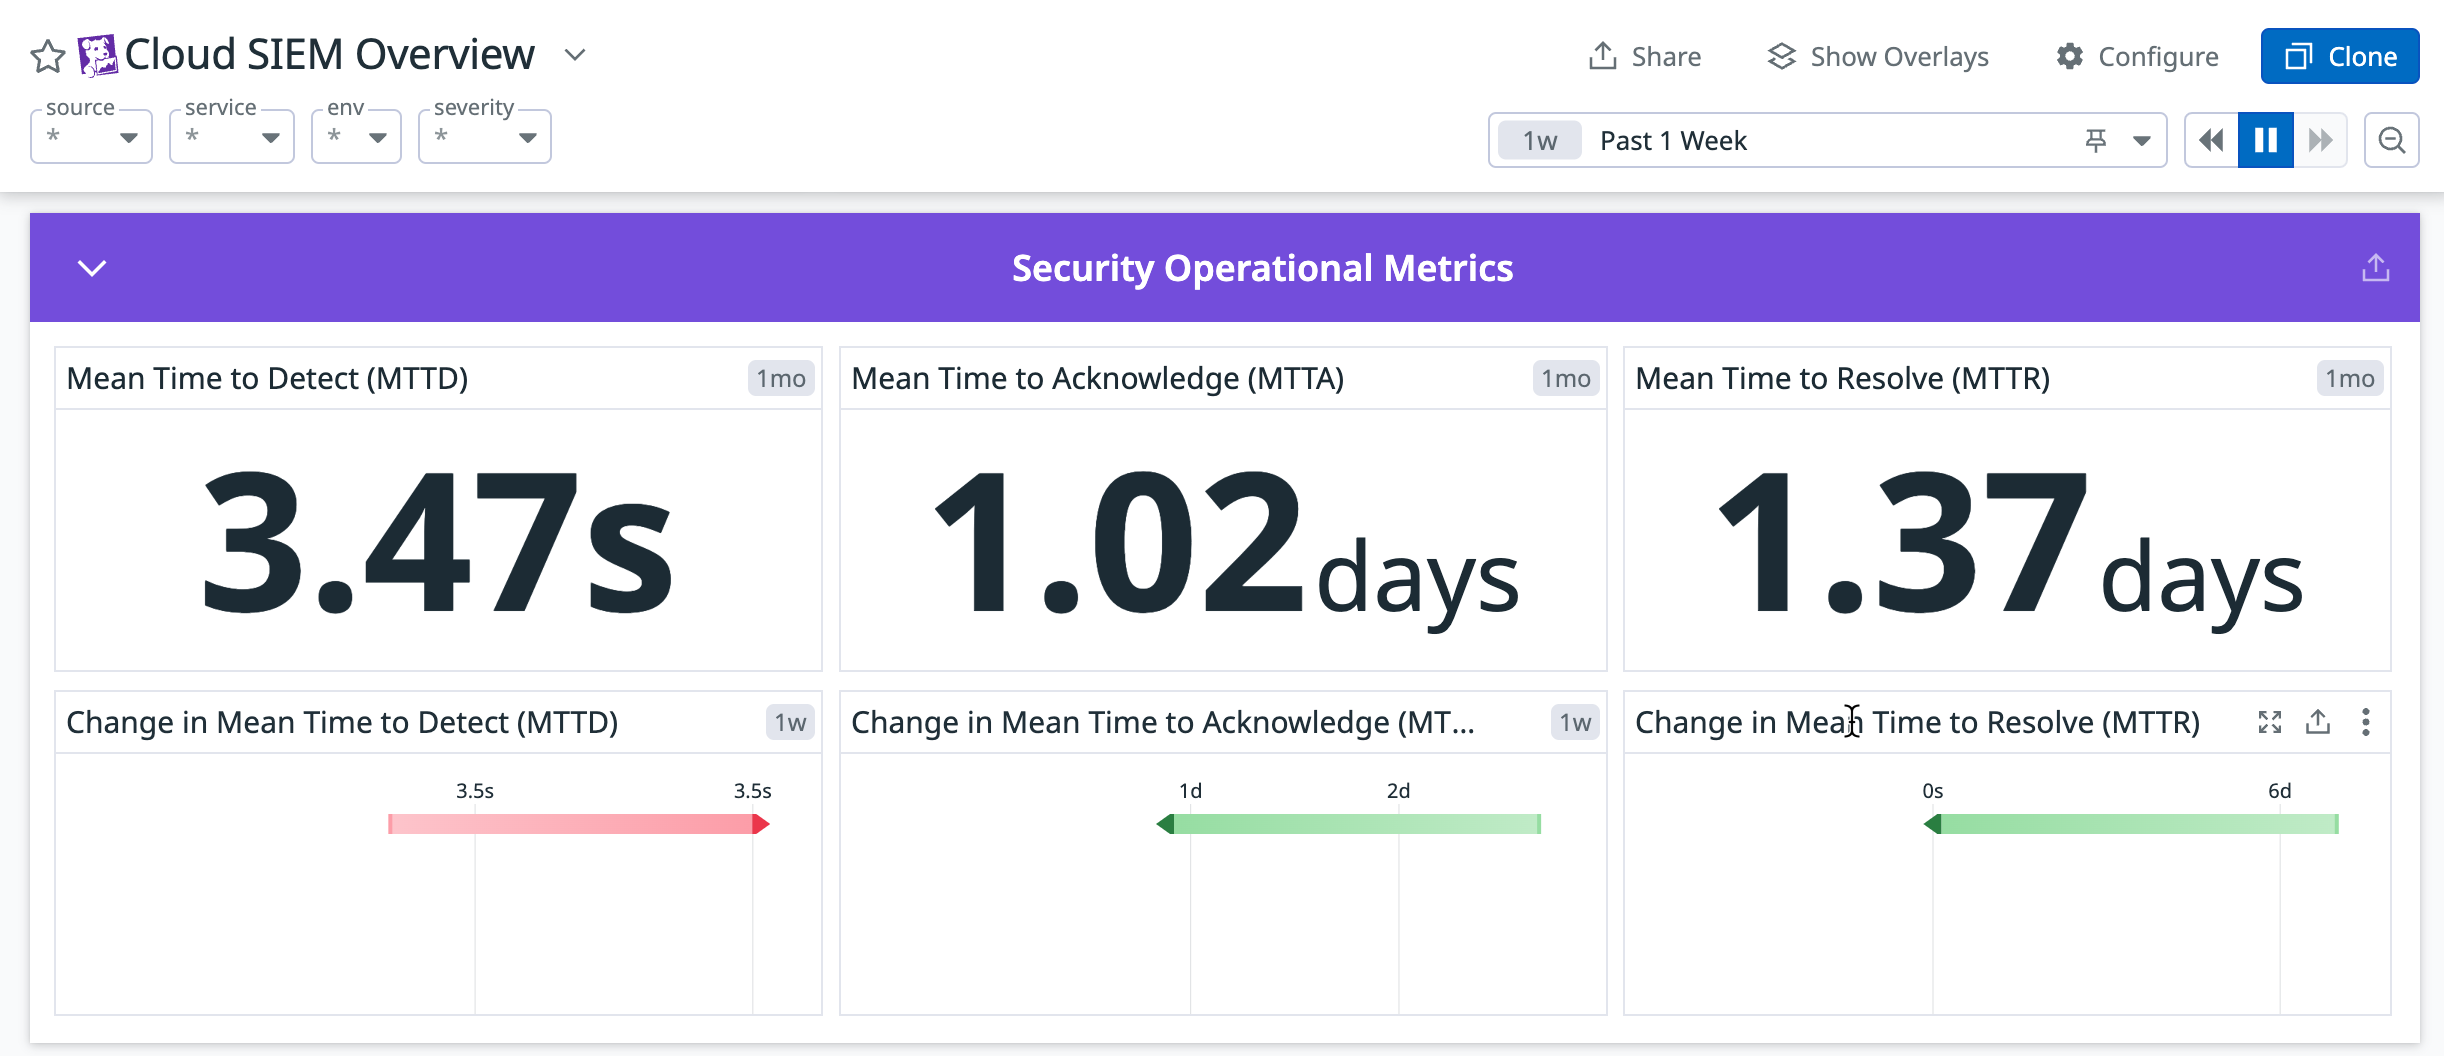 Cloud SIEM Overview
Share
Show Overlays
Configure
Clone
source
*
service
*
env
*
severity
*
1w Past 1 Week
Security Operational Metrics
Mean Time to Detect (MTTD) 1mo
3.47s
Mean Time to Acknowledge (MTTA) 1mo
1.02days
Mean Time to Resolve (MTTR) 1mo
1.37days
Change in Mean Time to Detect (MTTD) 1w
3.5s 3.5s
Change in Mean Time to Acknowledge (MT... 1w
1d 2d
Change in Mean Time to Resolve (MTTR)
0s 6d